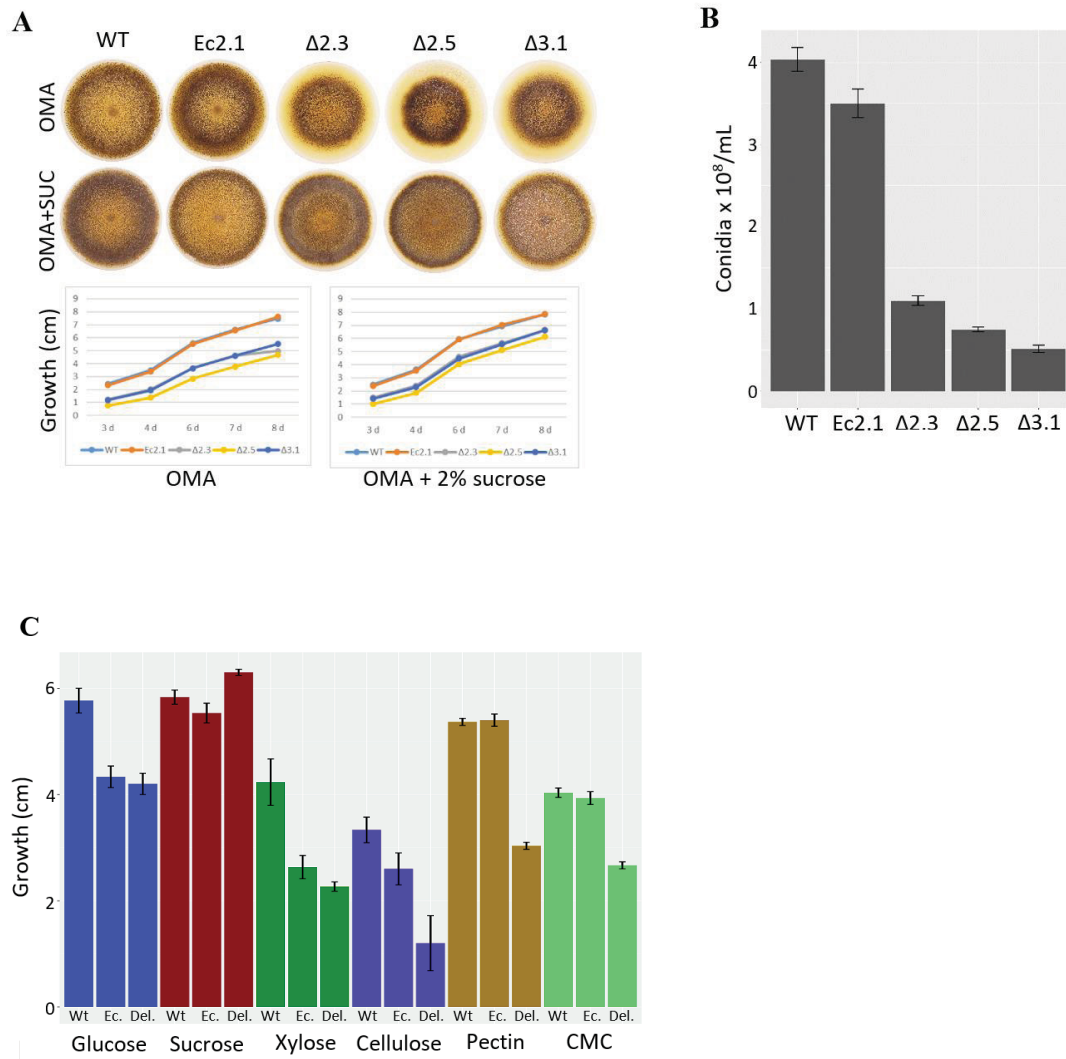 A
WT Ec2.1 Δ2.3 Δ2.5 Δ3.1
OMA
OMA+SUC
Growth (cm)
9
8
7
6
5
4
3
2
1
0
3 d 4 d 6 d 7 d 8 d
WT Ec2.1 Δ2.3 Δ2.5 Δ3.1
OMA
9
8
7
6
5
4
3
2
1
0
3 d 4 d 6 d 7 d 8 d
WT Ec2.1 Δ2.3 Δ2.5 Δ3.1
OMA + 2% sucrose
B
Conidia x 10⁸/mL
4
3
2
1
0
WT Ec2.1 Δ2.3 Δ2.5 Δ3.1
C
Growth (cm)
6
4
2
0
Wt Ec. Del. Wt Ec. Del. Wt Ec. Del. Wt Ec. Del. Wt Ec. Del. Wt Ec. Del.
Glucose Sucrose Xylose Cellulose Pectin CMC